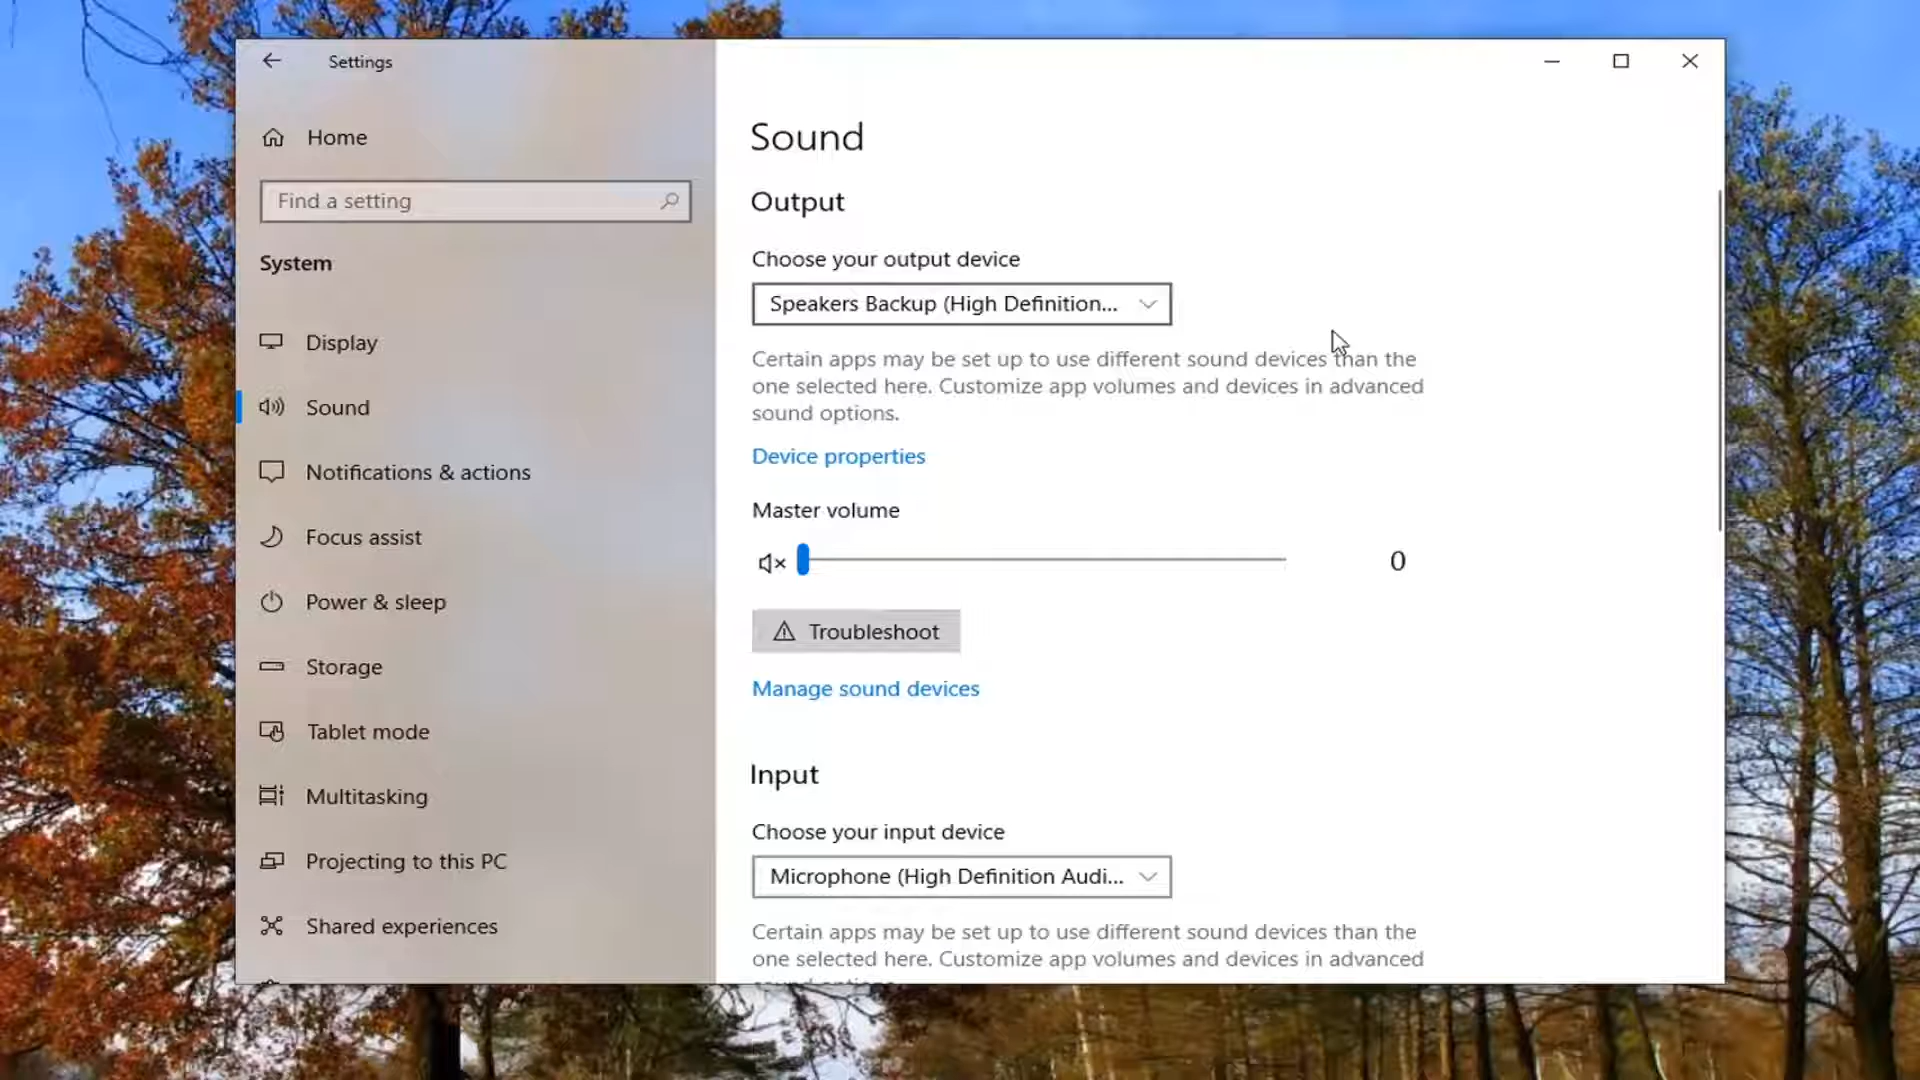 Settings
Home
Find a setting
System
Display
Sound
Notifications & actions
Focus assist
Power & sleep
Storage
Tablet mode
Multitasking
Projecting to this PC
Shared experiences
Sound
Output
Choose your output device
Speakers Backup (High Definition...
Certain apps may be set up to use different sound devices than the
one selected here. Customize app volumes and devices in advanced
sound options.
Device properties
Master volume
0
Troubleshoot
Manage sound devices
Input
Choose your input device
Microphone (High Definition Audi...
Certain apps may be set up to use different sound devices than the
one selected here. Customize app volumes and devices in advanced